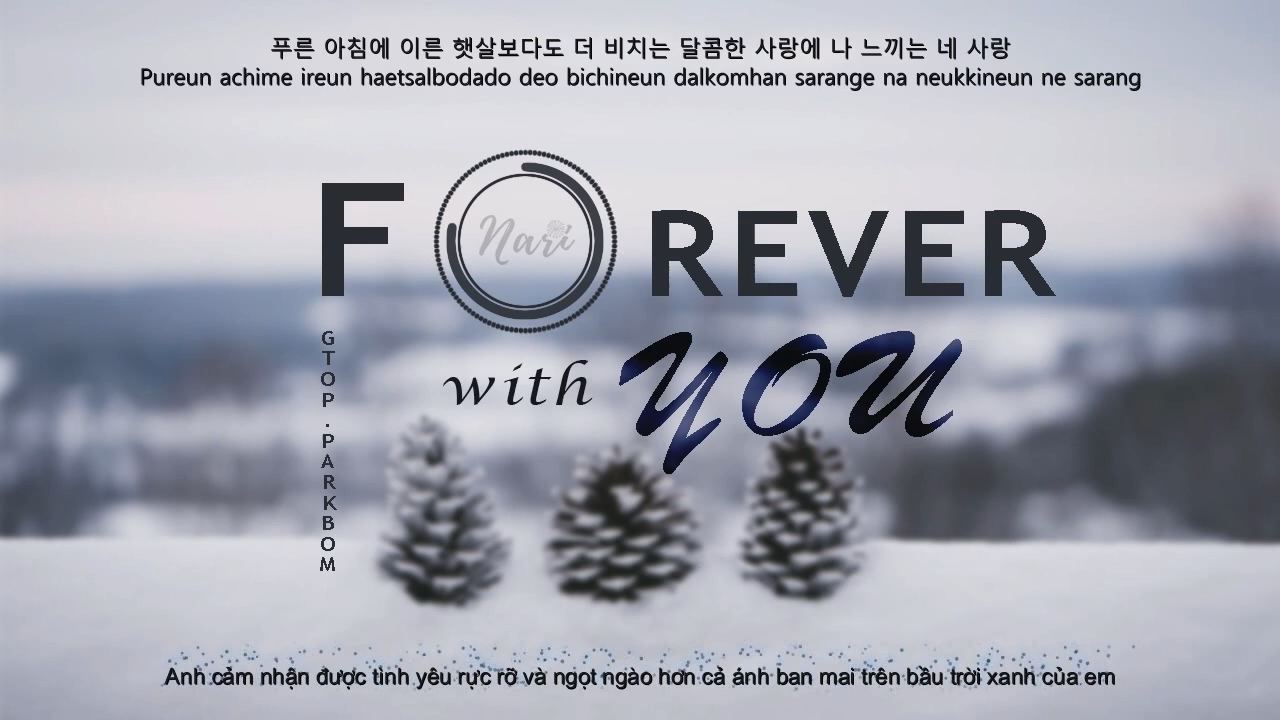 푸른 아침에 이른 햇살보다도 더 비치는 달콤한 사랑에 나 느끼는 네 사랑
Pureun achime ireun haetsalbodado deo bichineun dalkomhan sarange na neukkineun ne sarang
FOREVER
Nari
with YOU
GTOP.PARKBOM
Anh cảm nhận được tình yêu rực rỡ và ngọt ngào hơn cả ánh ban mai trên bầu trời xanh của em